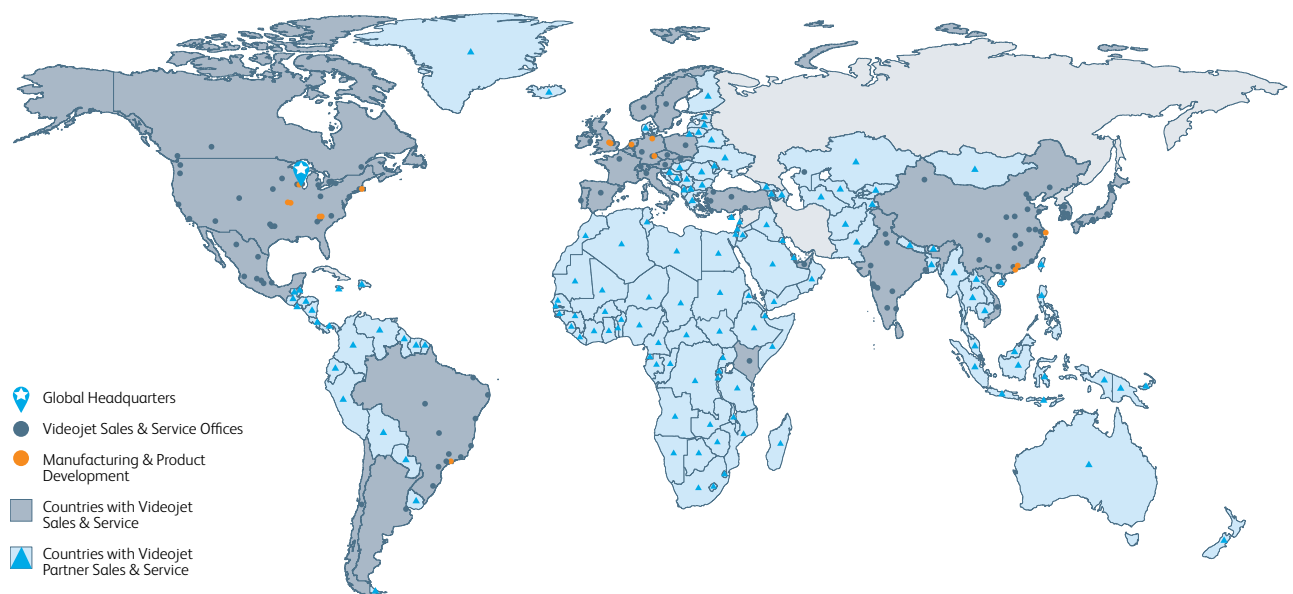 Global Headquarters
Videojet Sales & Service Offices
Manufacturing & Product
Development
Countries with Videojet
Sales & Service
Countries with Videojet
Partner Sales & Service